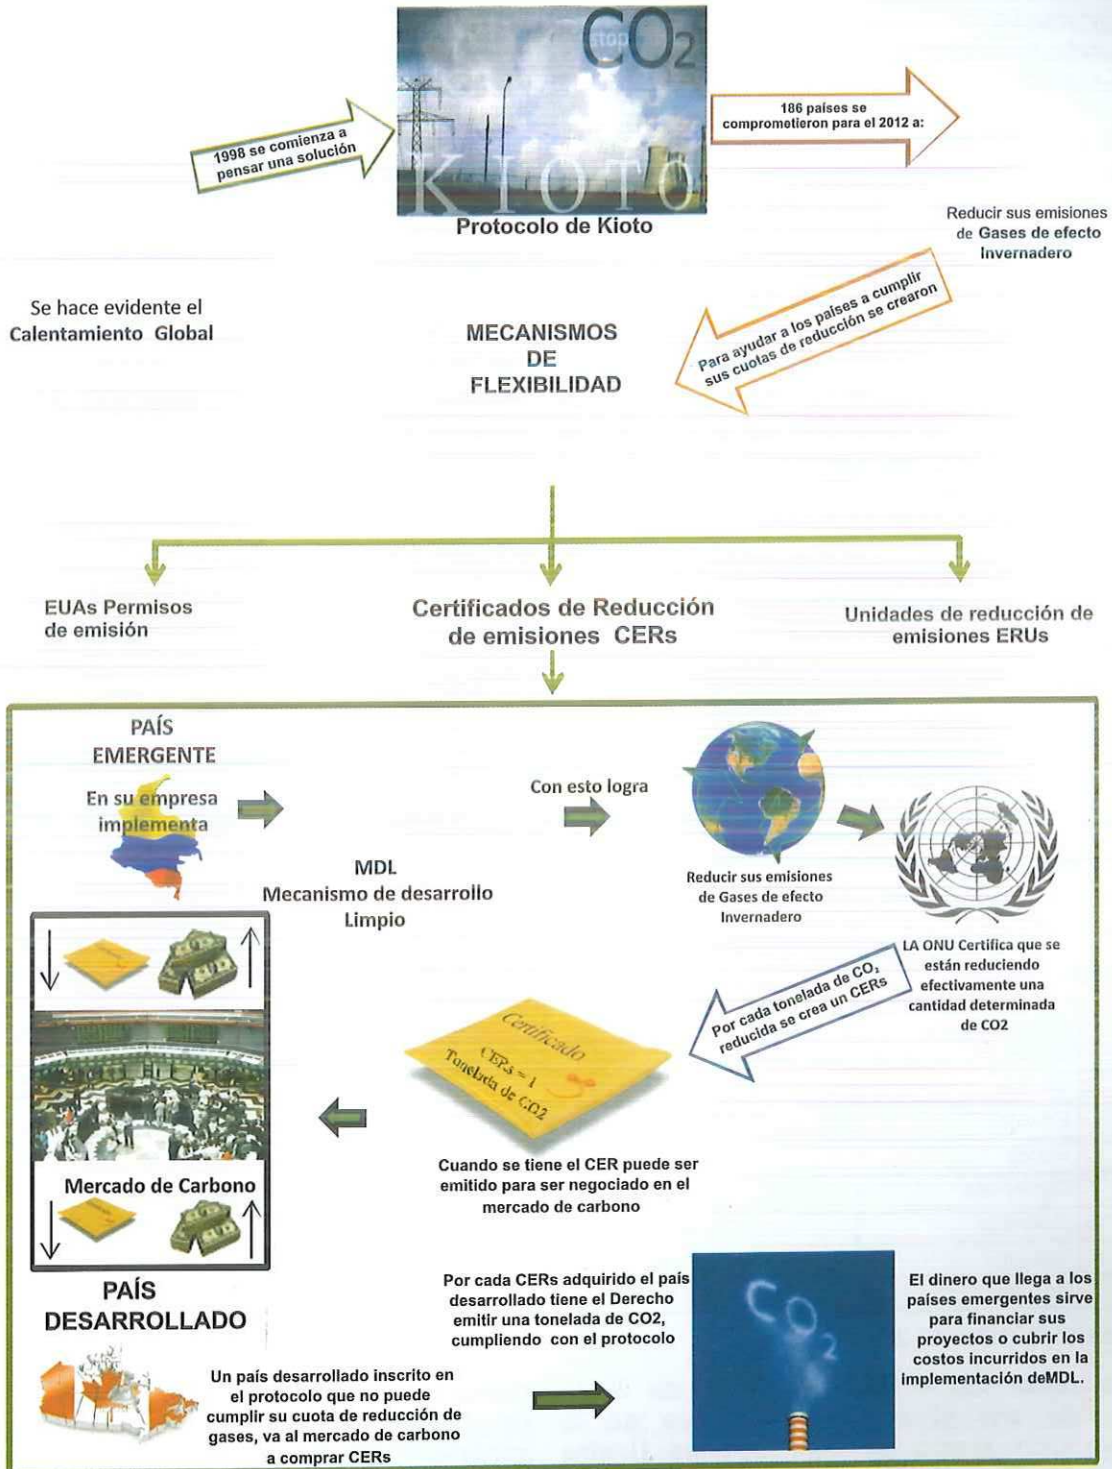 CO2
stop
KIOTO
Protocolo de Kioto
1998 se comienza a
pensar una solución
186 países se
comprometieron para el 2012 a:
Reducir sus emisiones
de Gases de efecto
Invernadero
Se hace evidente el
Calentamiento Global
Para ayudar a los países a cumplir
sus cuotas de reducción se crearon
MECANISMOS
DE
FLEXIBILIDAD
EUAs Permisos
de emisión
Certificados de Reducción
de emisiones CERs
Unidades de reducción de
emisiones ERUs
PAÍS
EMERGENTE
En su empresa
implementa
MDL
Mecanismo de desarrollo
Limpio
Con esto logra
Reducir sus emisiones
de Gases de efecto
Invernadero
LA ONU Certifica que se
están reduciendo
efectivamente una
cantidad determinada
de CO2
Por cada tonelada de CO2
reducida se crea un CERs
Certificado
CERs = 1
Tonelada de CO2
Cuando se tiene el CER puede ser
emitido para ser negociado en el
mercado de carbono
Mercado de Carbono
PAÍS
DESARROLLADO
Un país desarrollado inscrito en
el protocolo que no puede
cumplir su cuota de reducción de
gases, va al mercado de carbono
a comprar CERs
Por cada CERs adquirido el país
desarrollado tiene el Derecho
emitir una tonelada de CO2,
cumpliendo con el protocolo
CO2
El dinero que llega a los
países emergentes sirve
para financiar sus
proyectos o cubrir los
costos incurridos en la
implementación deMDL.